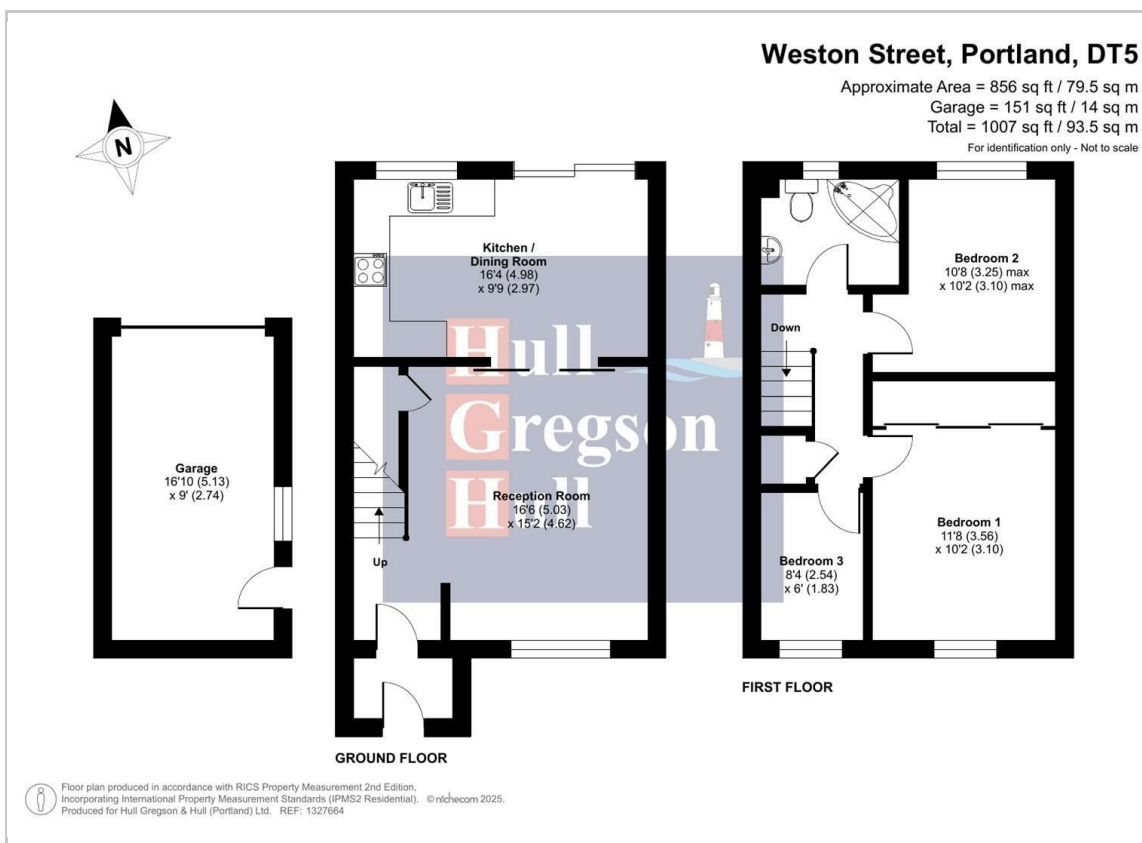 Weston Street, Portland, DT5
Approximate Area = 856 sq ft / 79.5 sq m
Garage = 151 sq ft / 14 sq m
Total = 1007 sq ft / 93.5 sq m
For identification only - Not to scale
N
Kitchen /
Dining Room
16'4 (4.98)
x 9'9 (2.97)
Bedroom 2
10'8 (3.25) max
x 10'2 (3.10) max
Down
Hull
Gregson
Hull
Garage
16'10 (5.13)
x 9' (2.74)
Reception Room
16'6 (5.03)
x 15'2 (4.62)
Up
Bedroom 1
11'8 (3.56)
x 10'2 (3.10)
Bedroom 3
8'4 (2.54)
x 6' (1.83)
FIRST FLOOR
GROUND FLOOR
Floor plan produced in accordance with RICS Property Measurement 2nd Edition,
Incorporating International Property Measurement Standards (IPMS2 Residential). © nichecom 2025.
Produced for Hull Gregson & Hull (Portland) Ltd. REF: 1327664